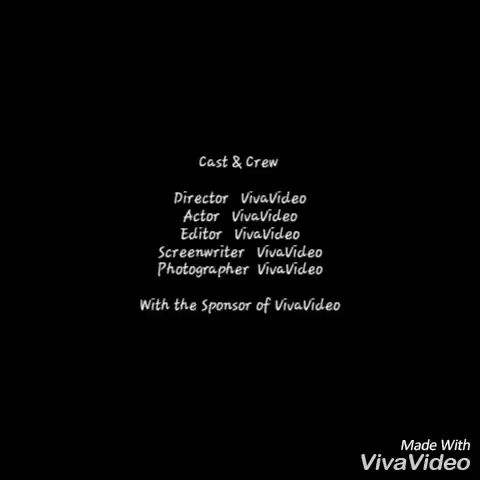 Cast & Crew
Director VivaVideo
Actor VivaVideo
Editor VivaVideo
Screenwriter VivaVideo
Photographer VivaVideo
With the Sponsor of VivaVideo
Made With
VivaVideo